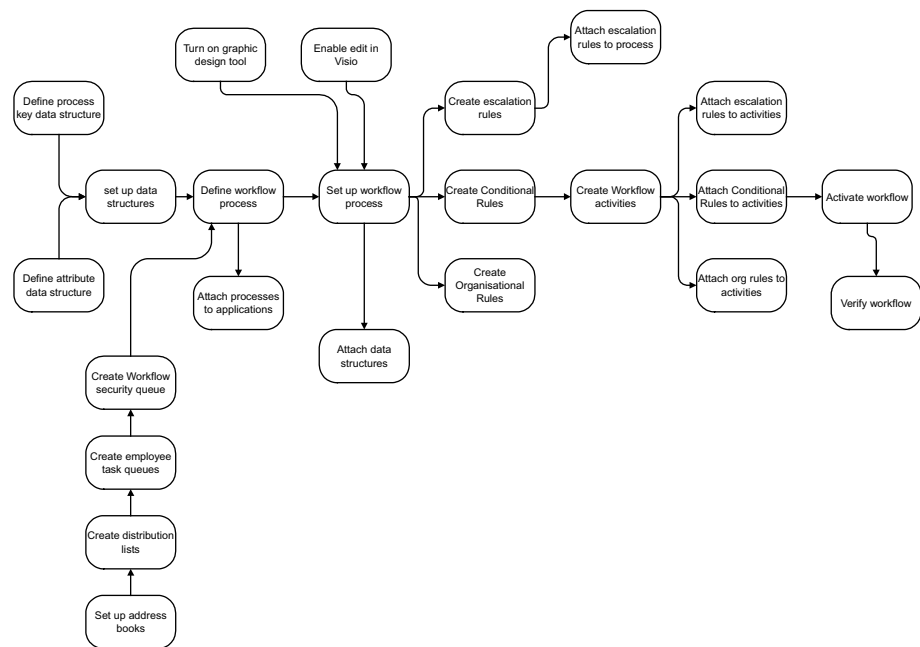 Attach escalation
rules to process
Turn on graphic
design tool
Enable edit in
Visio
Define process
key data structure
Create escalation
rules
Attach escalation
rules to activities
set up data
structures
Define workflow
process
Set up workflow
process
Create Conditional
Rules
Create Workflow
activities
Attach Conditional
Rules to activities
Activate workflow
Define attribute
data structure
Attach processes
to applications
Create
Organisational
Rules
Attach org rules to
activities
Verify workflow
Attach data
structures
Create Workflow
security queue
Create employee
task queues
Create distribution
lists
Set up address
books